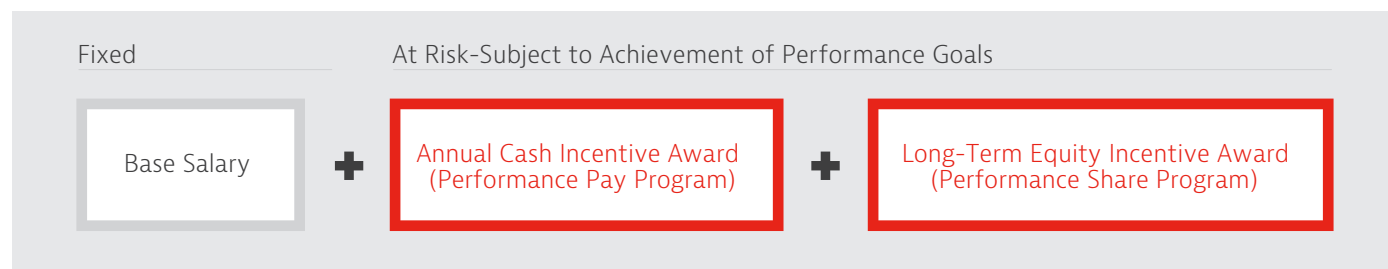 Fixed
At Risk-Subject to Achievement of Performance Goals
Base Salary
Annual Cash Incentive Award
(Performance Pay Program)
Long-Term Equity Incentive Award
(Performance Share Program)